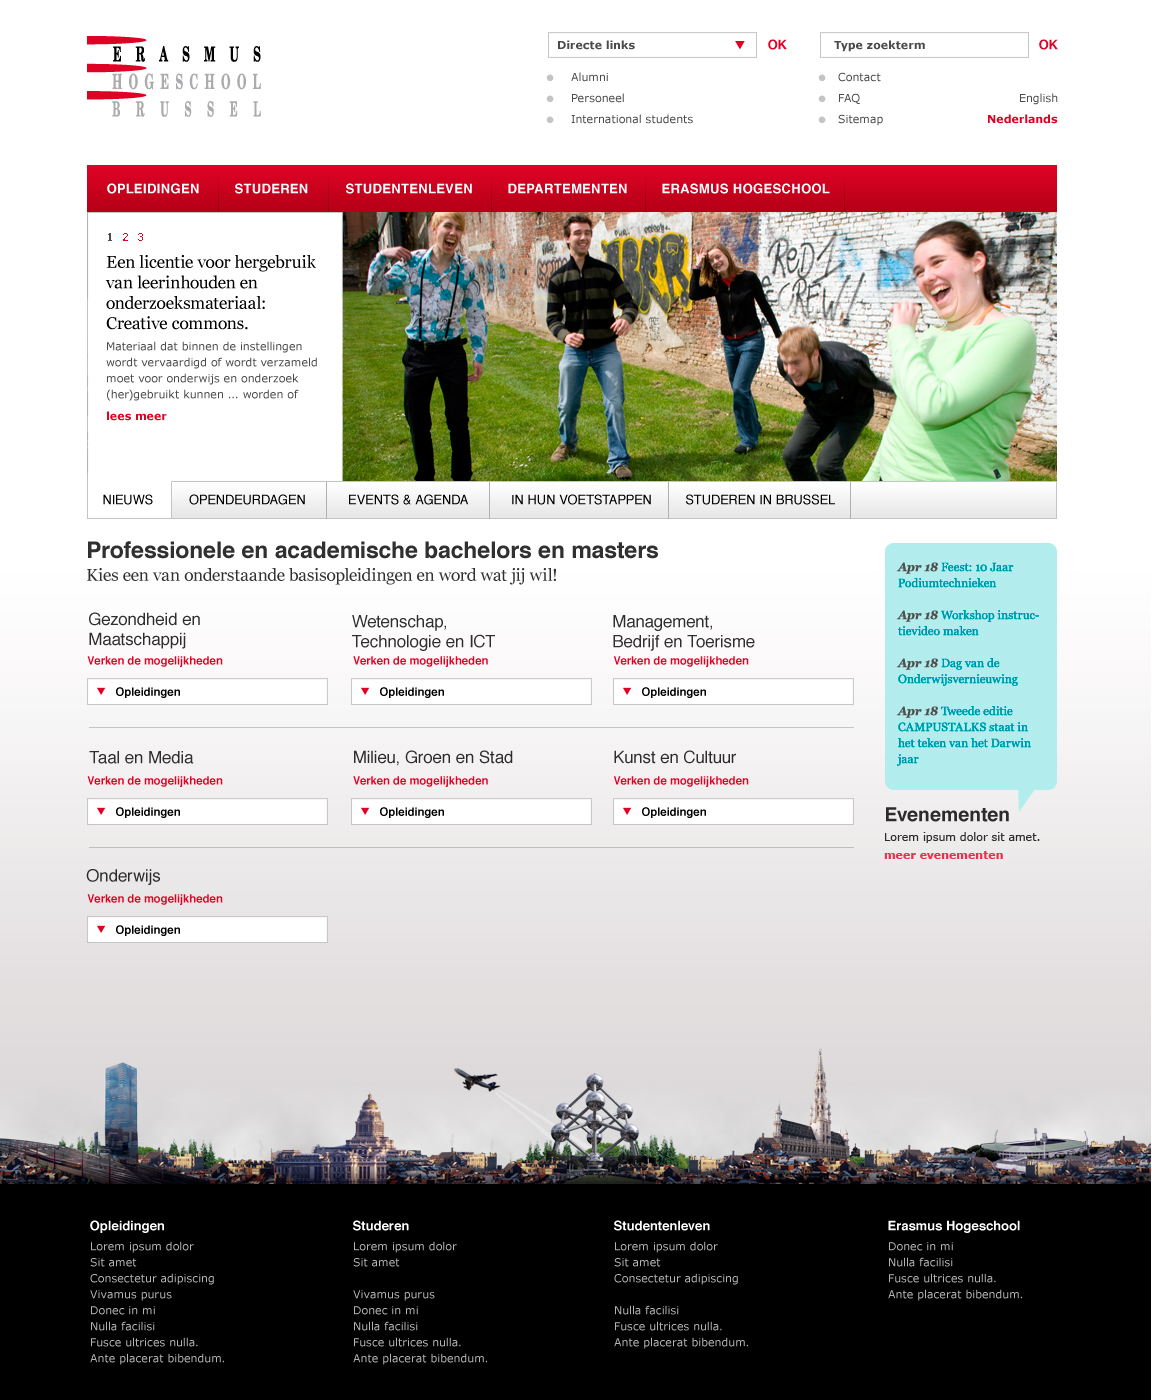 ERASMUS
HOGESCHOOL
BRUSSEL
Directe links
OK
Alumni
Personeel
International students
Type zoekterm
OK
Contact
FAQ
Sitemap
English
Nederlands
OPLEIDINGEN STUDEREN STUDENTENLEVEN DEPARTEMENTEN ERASMUS HOGESCHOOL
1 2 3
Een licentie voor hergebruik
van leerinhouden en
onderzoeksmateriaal:
Creative commons.
Materiaal dat binnen de instellingen
wordt vervaardigd of wordt verzameld
moet voor onderwijs en onderzoek
(her)gebruikt kunnen ... worden of
lees meer
NIEUWS OPENDEURDAGEN EVENTS & AGENDA IN HUN VOETSTAPPEN STUDEREN IN BRUSSEL
Professionele en academische bachelors en masters
Kies een van onderstaande basisopleidingen en word wat jij wil!
Gezondheid en
Maatschappij
Verken de mogelijkheden
Opleidingen
Wetenschap,
Technologie en ICT
Verken de mogelijkheden
Opleidingen
Management,
Bedrijf en Toerisme
Verken de mogelijkheden
Opleidingen
Taal en Media
Verken de mogelijkheden
Opleidingen
Milieu, Groen en Stad
Verken de mogelijkheden
Opleidingen
Kunst en Cultuur
Verken de mogelijkheden
Opleidingen
Onderwijs
Verken de mogelijkheden
Opleidingen
Apr 18 Feest: 10 Jaar
Podiumtechnieken
Apr 18 Workshop instruc-
tievideo maken
Apr 18 Dag van de
Onderwijsvernieuwing
Apr 18 Tweede editie
CAMPUSTALKS staat in
het teken van het Darwin
jaar
Evenementen
Lorem ipsum dolor sit amet.
meer evenementen
Opleidingen
Lorem ipsum dolor
Sit amet
Consectetur adipiscing
Vivamus purus
Donec in mi
Nulla facilisi
Fusce ultrices nulla.
Ante placerat bibendum.
Studeren
Lorem ipsum dolor
Sit amet
Vivamus purus
Donec in mi
Nulla facilisi
Fusce ultrices nulla.
Ante placerat bibendum.
Studentenleven
Lorem ipsum dolor
Sit amet
Consectetur adipiscing
Nulla facilisi
Fusce ultrices nulla.
Ante placerat bibendum.
Erasmus Hogeschool
Donec in mi
Nulla facilisi
Fusce ultrices nulla.
Ante placerat bibendum.